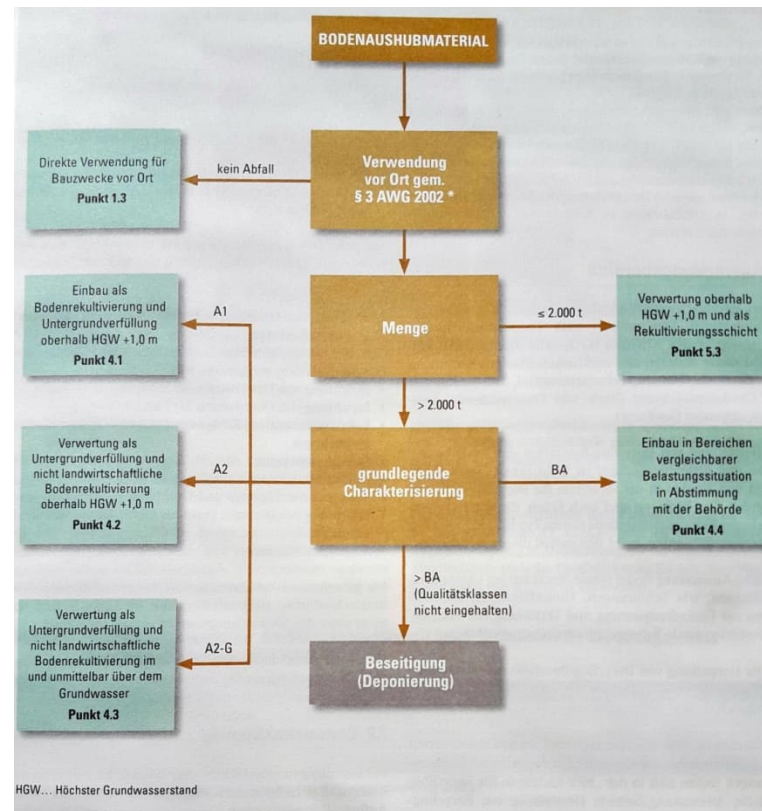 BODENAUSHUBMATERIAL
Direkte Verwendung für
Bauzwecke vor Ort
Punkt 1.3
kein Abfall
Verwendung
vor Ort gem.
§ 3 AWG 2002 *
Einbau als
Bodenrekultivierung und
Untergrundverfüllung
oberhalb HGW +1,0 m
Punkt 4.1
A1
Menge
≤ 2.000 t
Verwertung oberhalb
HGW +1,0 m und als
Rekultivierungsschicht
Punkt 5.3
> 2.000 t
Verwertung als
Untergrundverfüllung und
nicht landwirtschaftliche
Bodenrekultivierung
oberhalb HGW +1,0 m
Punkt 4.2
A2
grundlegende
Charakterisierung
BA
Einbau in Bereichen
vergleichbarer
Belastungssituation
in Abstimmung
mit der Behörde
Punkt 4.4
> BA
(Qualitätsklassen
nicht eingehalten)
Verwertung als
Untergrundverfüllung und
nicht landwirtschaftliche
Bodenrekultivierung im
und unmittelbar über dem
Grundwasser
Punkt 4.3
A2-G
Beseitigung
(Deponierung)
HGW... Höchster Grundwasserstand